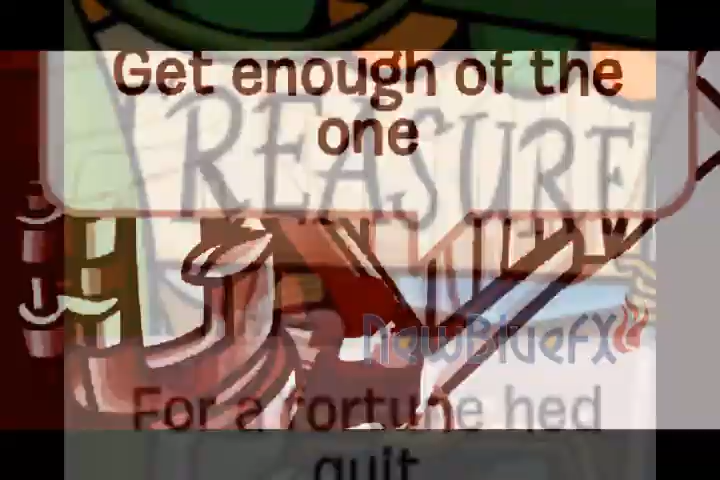 Get enough of the
one
REASURE
NewBlueFX
For a fortune hed
quit